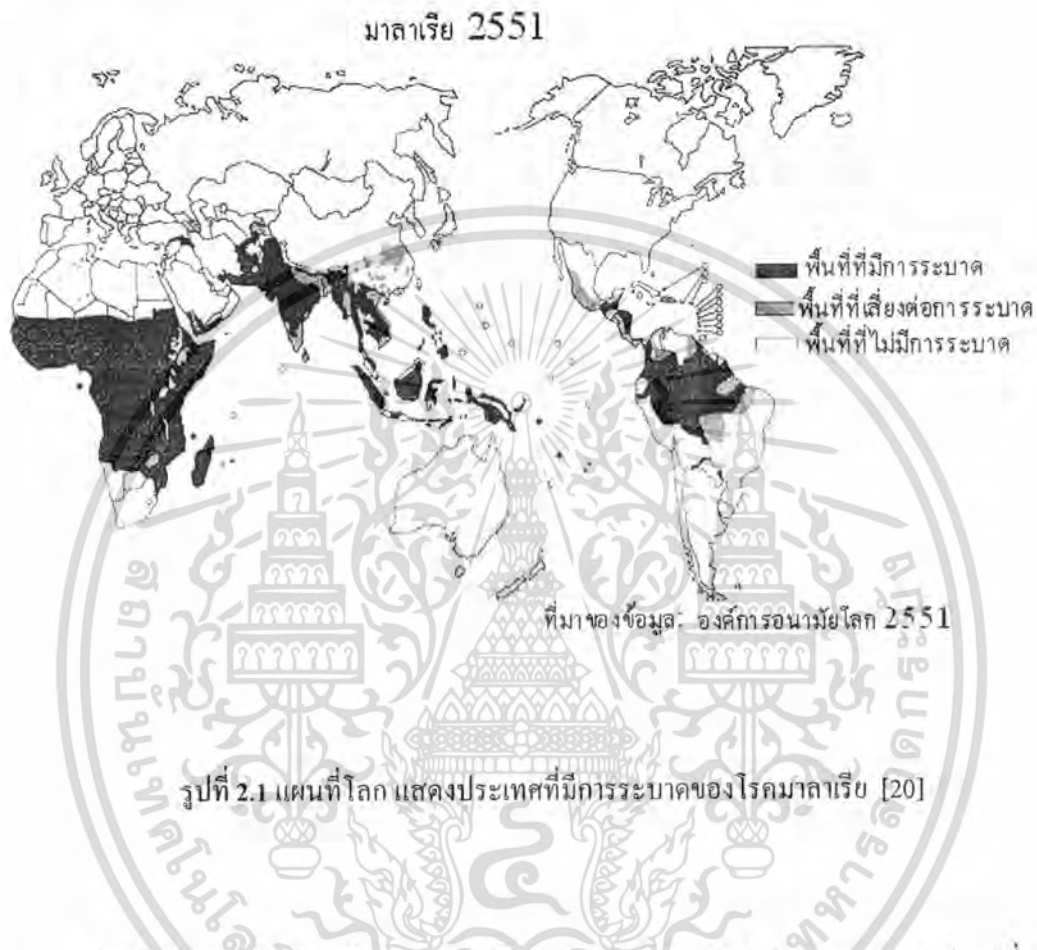 มาลาเรีย 2551
พื้นที่ที่มีการระบาด
พื้นที่ที่เสี่ยงต่อการระบาด
พื้นที่ที่ไม่มีการระบาด
ที่มาของข้อมูล: องค์การอนามัยโลก 2551
รูปที่ 2.1 แผนที่โลก แสดงประเทศที่มีการระบาดของโรคมาลาเรีย [20]